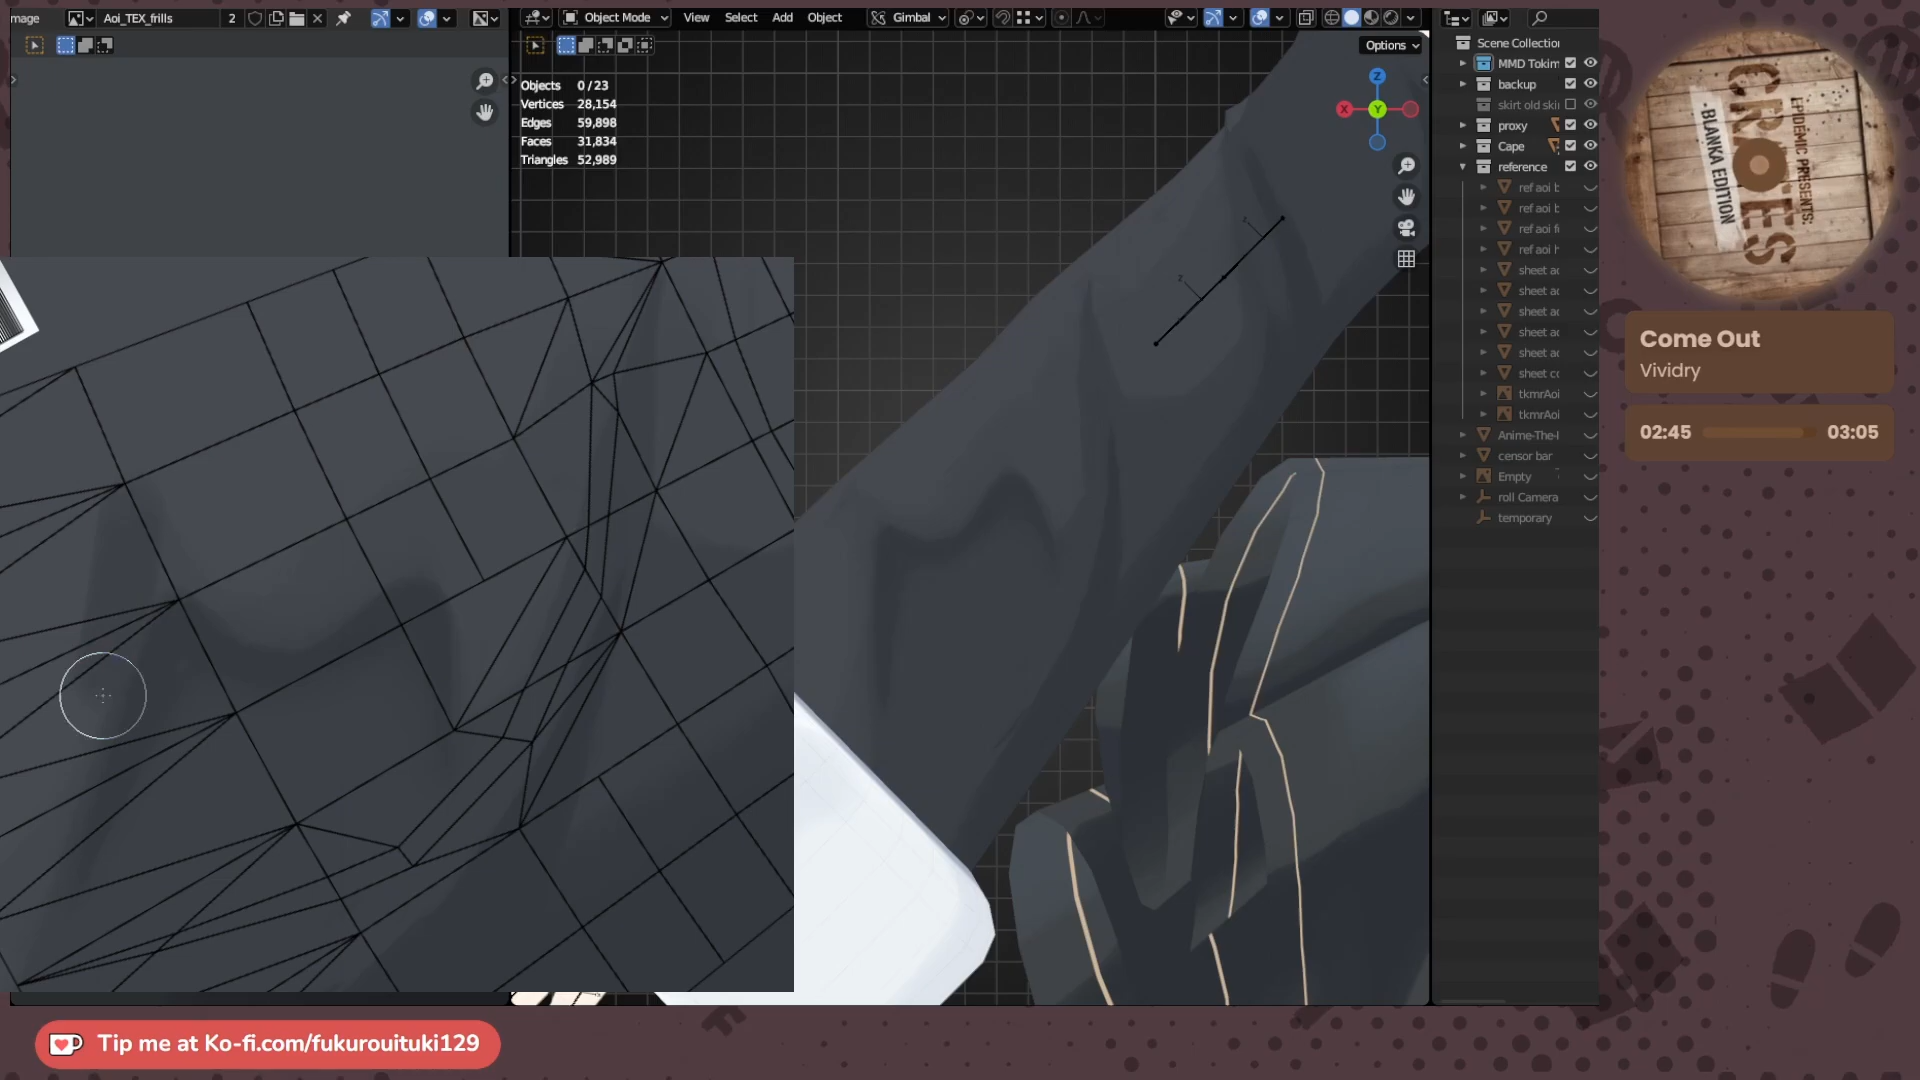 mage
Aoi_TEX_frills
2
Object Mode
View
Select
Add
Object
Gimbal
Options
Objects 0 / 23
Vertices 28,154
Edges 59,898
Faces 31,834
Triangles 52,989
Z
X
Y
Scene Collection
MMD Tokim
backup
skirt old ski
proxy
Cape
reference
ref aoi b
ref aoi b
ref aoi f
ref aoi h
sheet ac
sheet ac
sheet ac
sheet ac
sheet ac
sheet cc
tkmrAoi
tkmrAoi
Anime-The-l
censor bar
Empty
roll Camera
temporary
EPIDEMIC PRESENTS:
CRATES
- BLANKA EDITION
Come Out
Vividry
02:45
03:05
Tip me at Ko-fi.com/fukurouituki129